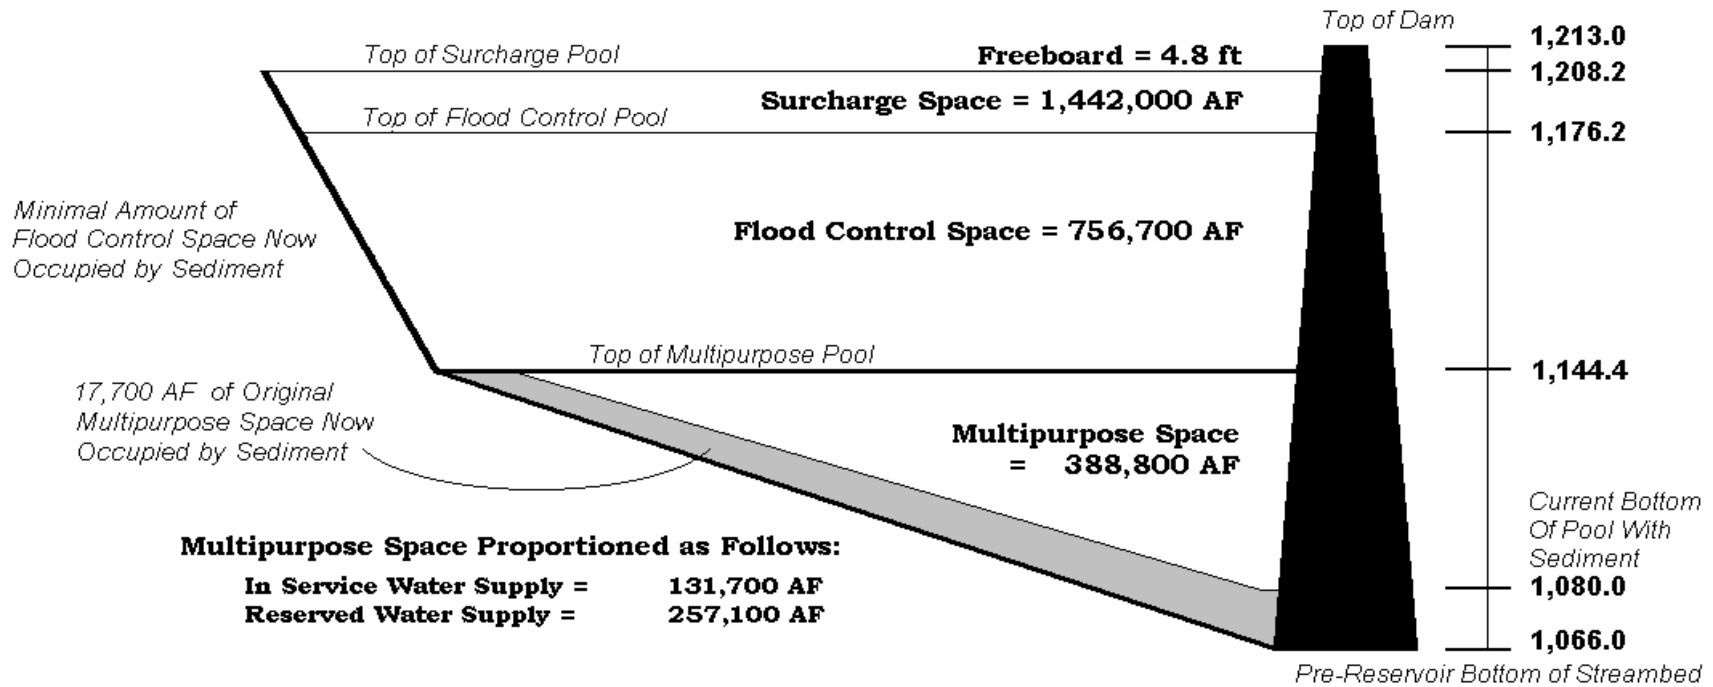 Top of Dam
1,213.0
Top of Surcharge Pool
Freeboard = 4.8 ft
1,208.2
Surcharge Space = 1,442,000 AF
Top of Flood Control Pool
1,176.2
Minimal Amount of
Flood Control Space Now
Occupied by Sediment
Flood Control Space = 756,700 AF
Top of Multipurpose Pool
1,144.4
17,700 AF of Original
Multipurpose Space Now
Occupied by Sediment
Multipurpose Space
= 388,800 AF
Current Bottom
Of Pool With
Sediment
1,080.0
Multipurpose Space Proportioned as Follows:
In Service Water Supply = 131,700 AF
Reserved Water Supply = 257,100 AF
1,066.0
Pre-Reservoir Bottom of Streambed